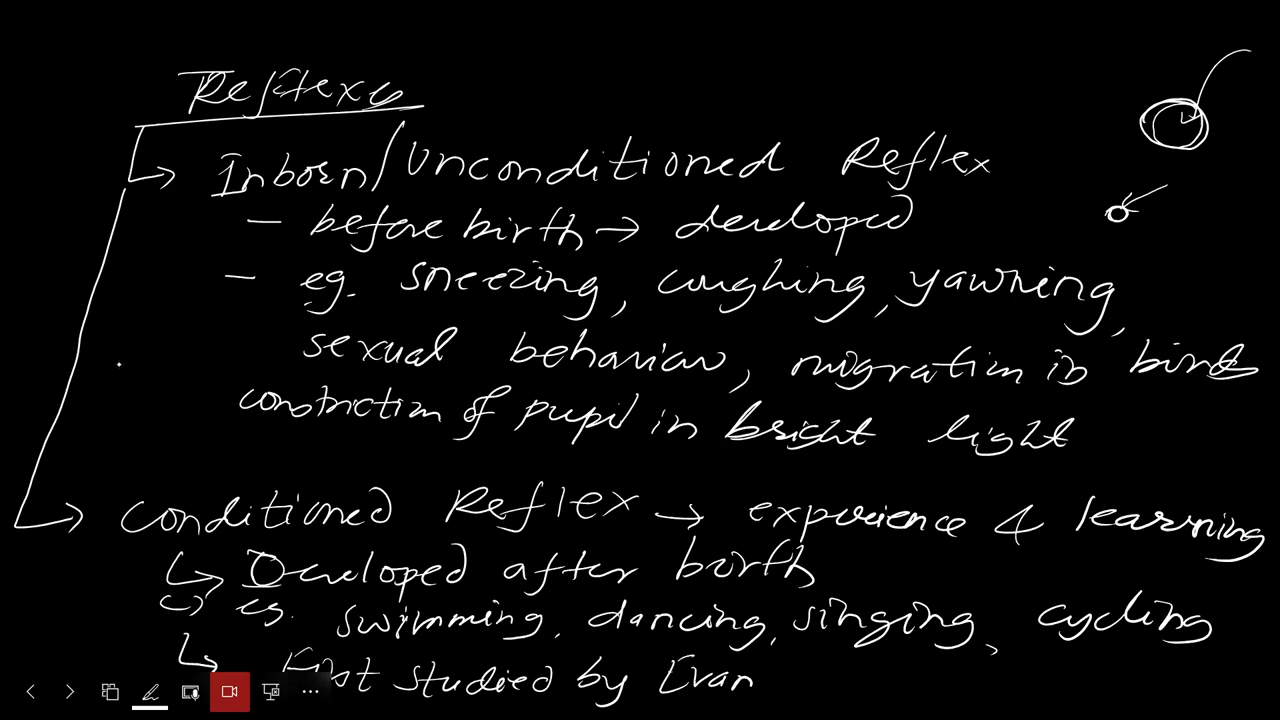 Reflexes
Inborn/Unconditioned Reflex
- before birth → developed
- eg. sneezing, coughing, yawning,
sexual behaviour, migration in birds
constriction of pupil in bright light
Conditioned Reflex → experience & learning
Developed after birth
eg. swimming, dancing, singing, cycling
First studied by Evan